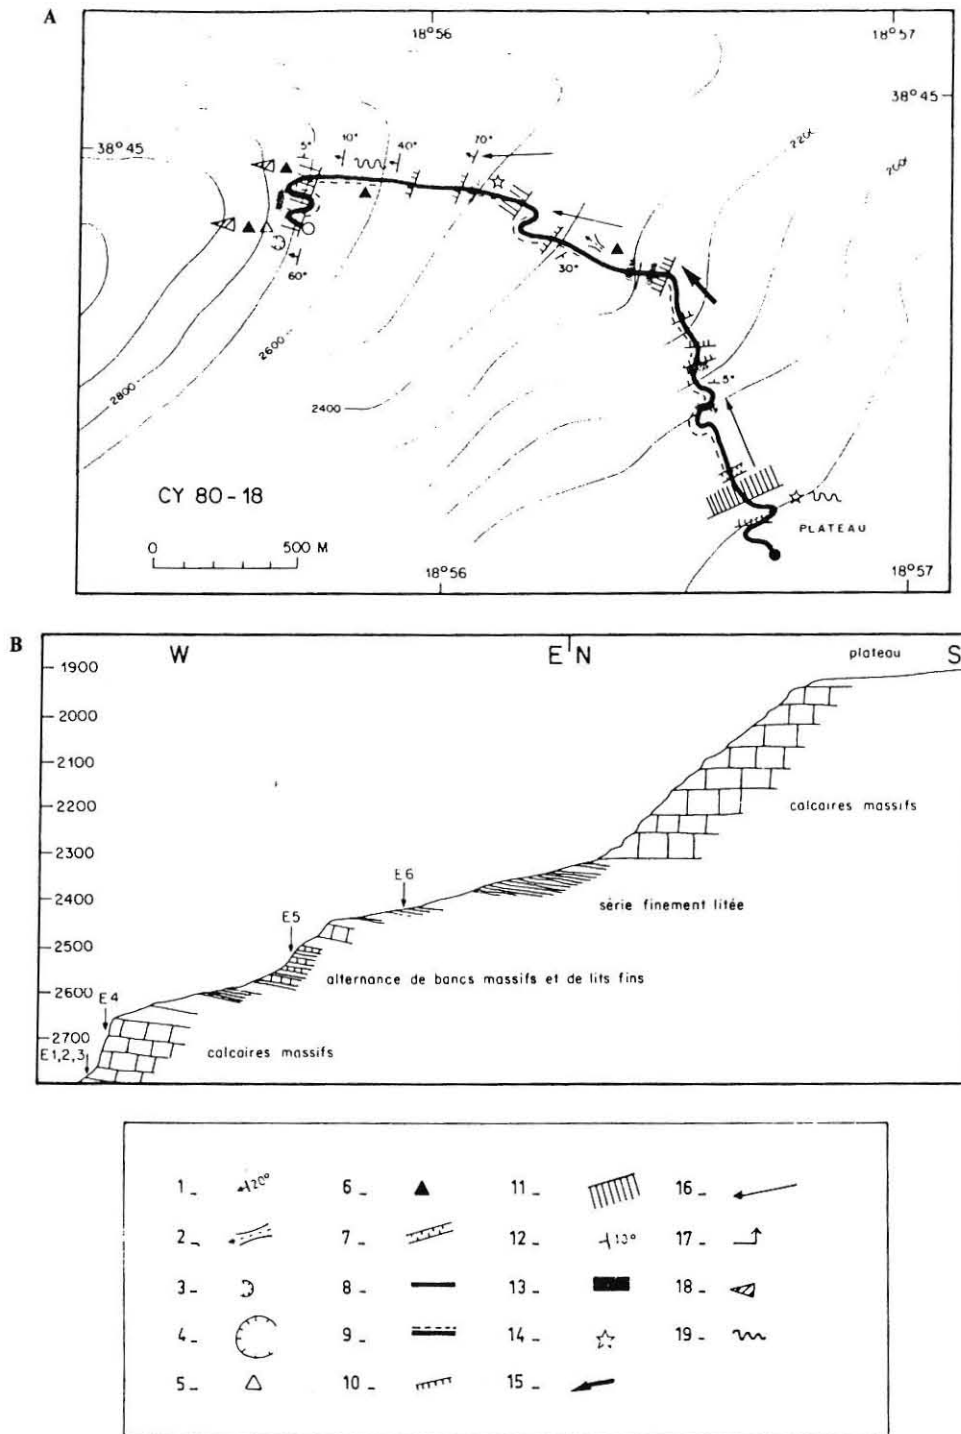 A
18°56
18°57
38°45
38°45
5°
10°
40°
70°
2200
200
60°
30°
5°
2600
2800
2400
CY 80-18
PLATEAU
0 500 M
18°56
18°57
B
W E N S
plateau
1900
2000
2100
2200
2300
2400
2500
2600
2700
calcaires massifs
E6
série finement litée
E5
alternance de bancs massifs et de lits fins
E4
E1,2,3
calcaires massifs
1_ 20° 6_ 11_ 16_
2_ 7_ 12_ 10° 17_
3_ 8_ 13_ 18_
4_ 9_ 14_ 19_
5_ 10_ 15_